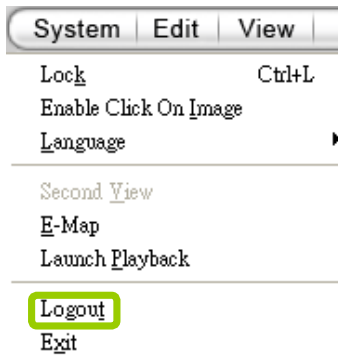 System Edit View
Lock Ctrl+L
Enable Click On Image
Language
Second View
E-Map
Launch Playback
Logout
Exit